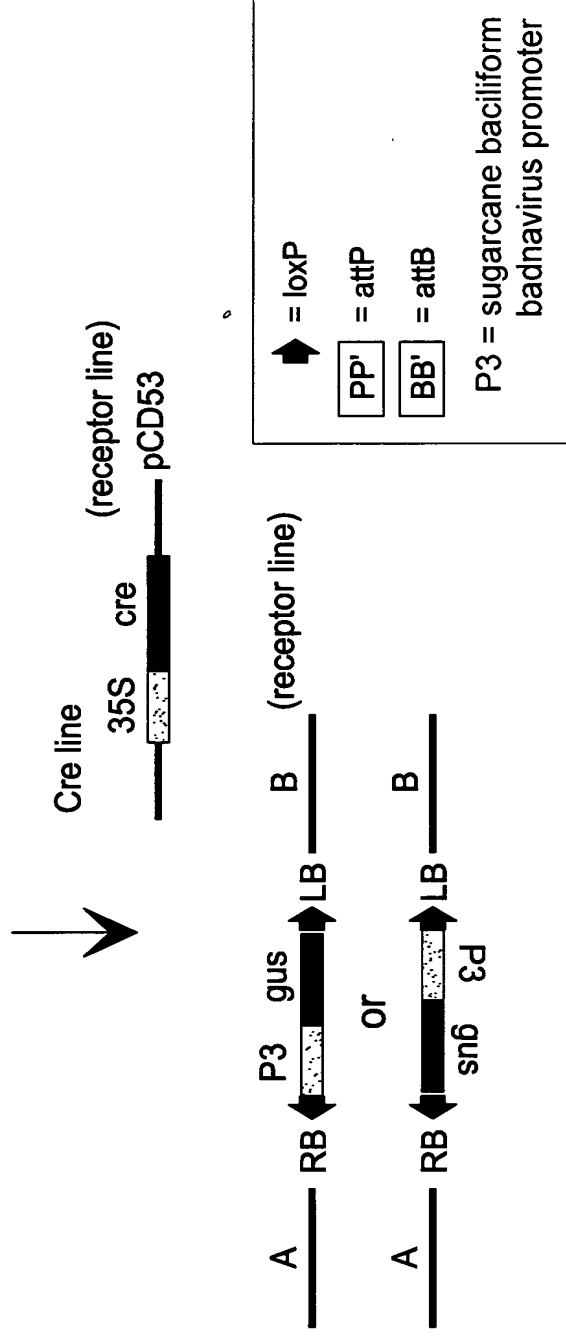 Cre line
(receptor line)
35S cre pCD53
A RB P3 gus LB B (receptor line)
or
A RB gus P3 LB B
= loxP
PP' = attP
BB' = attB
P3 = sugarcane baciliform
badnavirus promoter